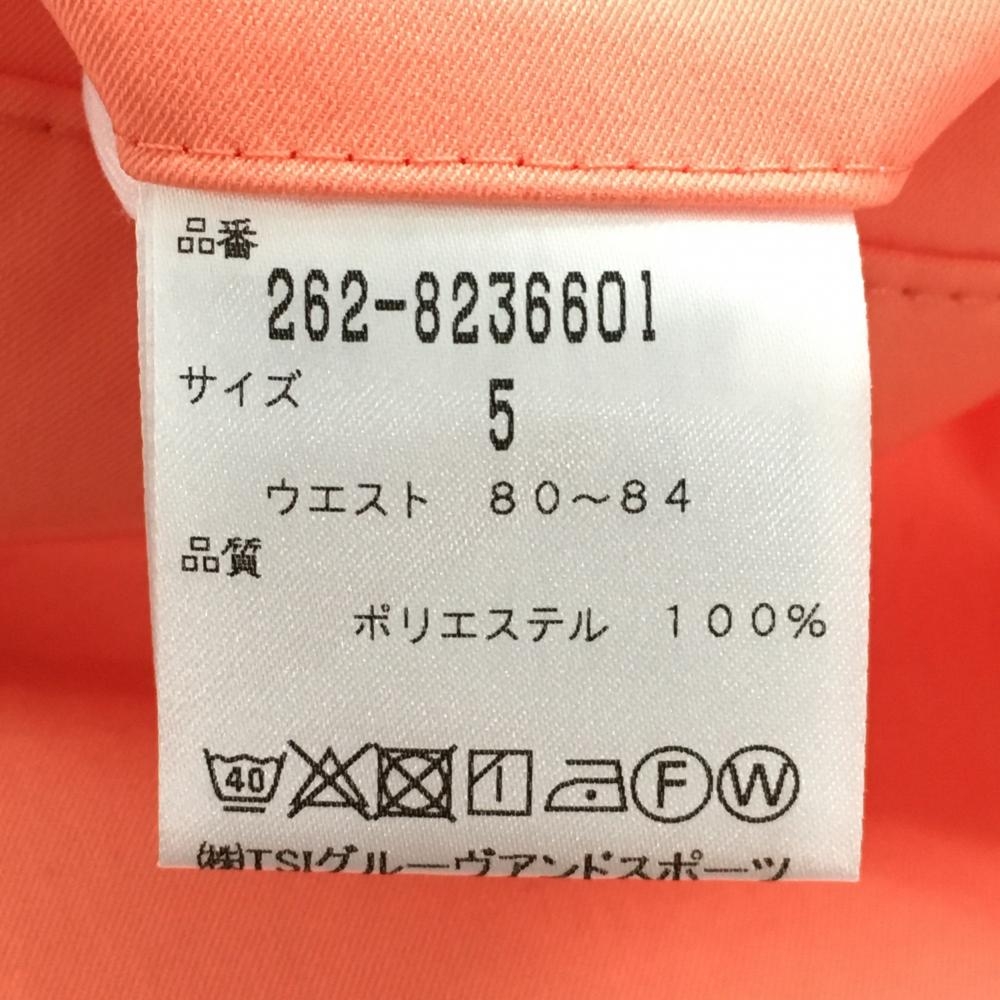 品番
262-8236601
サイズ
5
ウエスト 80～84
品質
ポリエステル 100%
40 F W
㈱TSIグルーヴアンドスポーツ